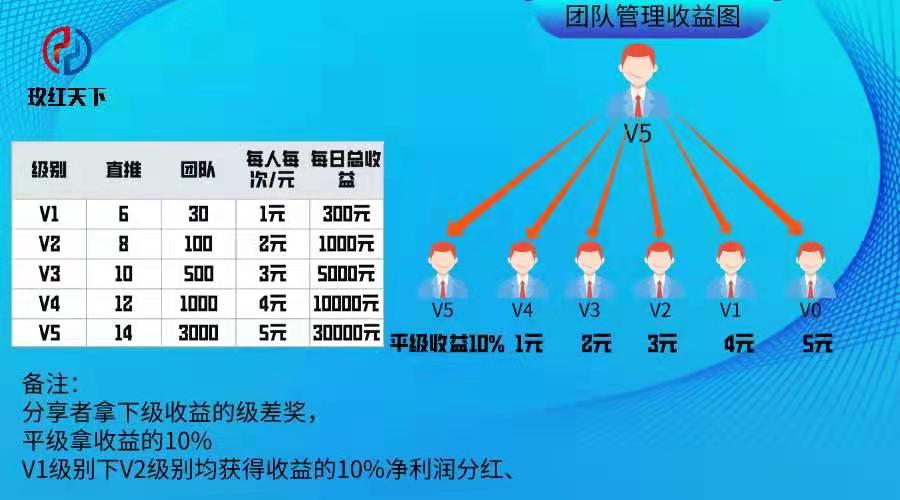 团队管理收益图
玫红天下
级别 直推 团队 每人每次/元 每日总收益
V1 6 30 1元 300元
V2 8 100 2元 1000元
V3 10 500 3元 5000元
V4 12 1000 4元 10000元
V5 14 3000 5元 30000元
V5
V5 V4 V3 V2 V1 V0
平级收益10% 1元 2元 3元 4元 5元
备注：
分享者拿下级收益的级差奖，
平级拿收益的10%
V1级别下V2级别均获得收益的10%净利润分红、